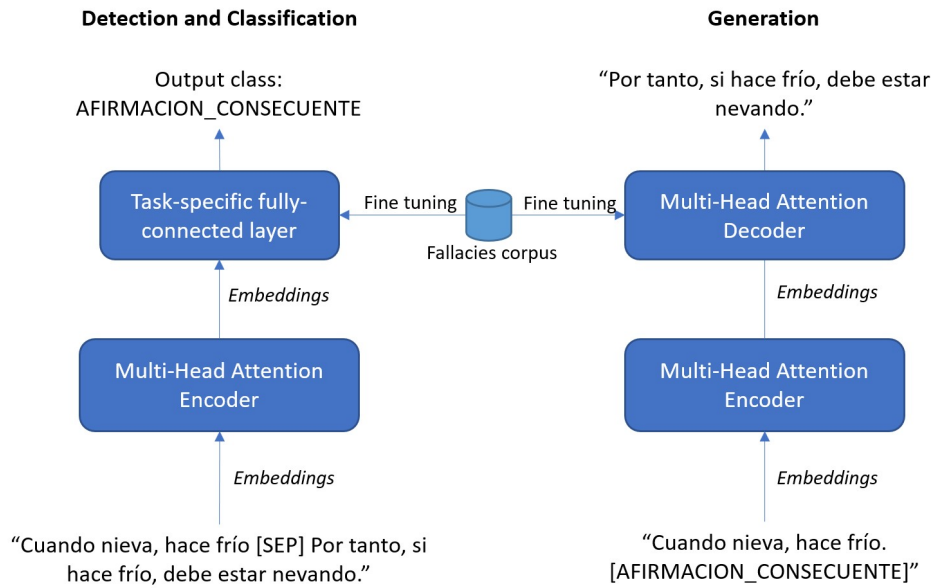 Detection and Classification
Output class:
AFIRMACION_CONSECUENTE
Task-specific fully-
connected layer
Embeddings
Multi-Head Attention
Encoder
Embeddings
“Cuando nieva, hace frío [SEP] Por tanto, si
hace frío, debe estar nevando.”
Fine tuning
Fine tuning
Fallacies corpus
Generation
“Por tanto, si hace frío, debe estar
nevando.”
Multi-Head Attention
Decoder
Embeddings
Multi-Head Attention
Encoder
Embeddings
“Cuando nieva, hace frío.
[AFIRMACION_CONSECUENTE]”